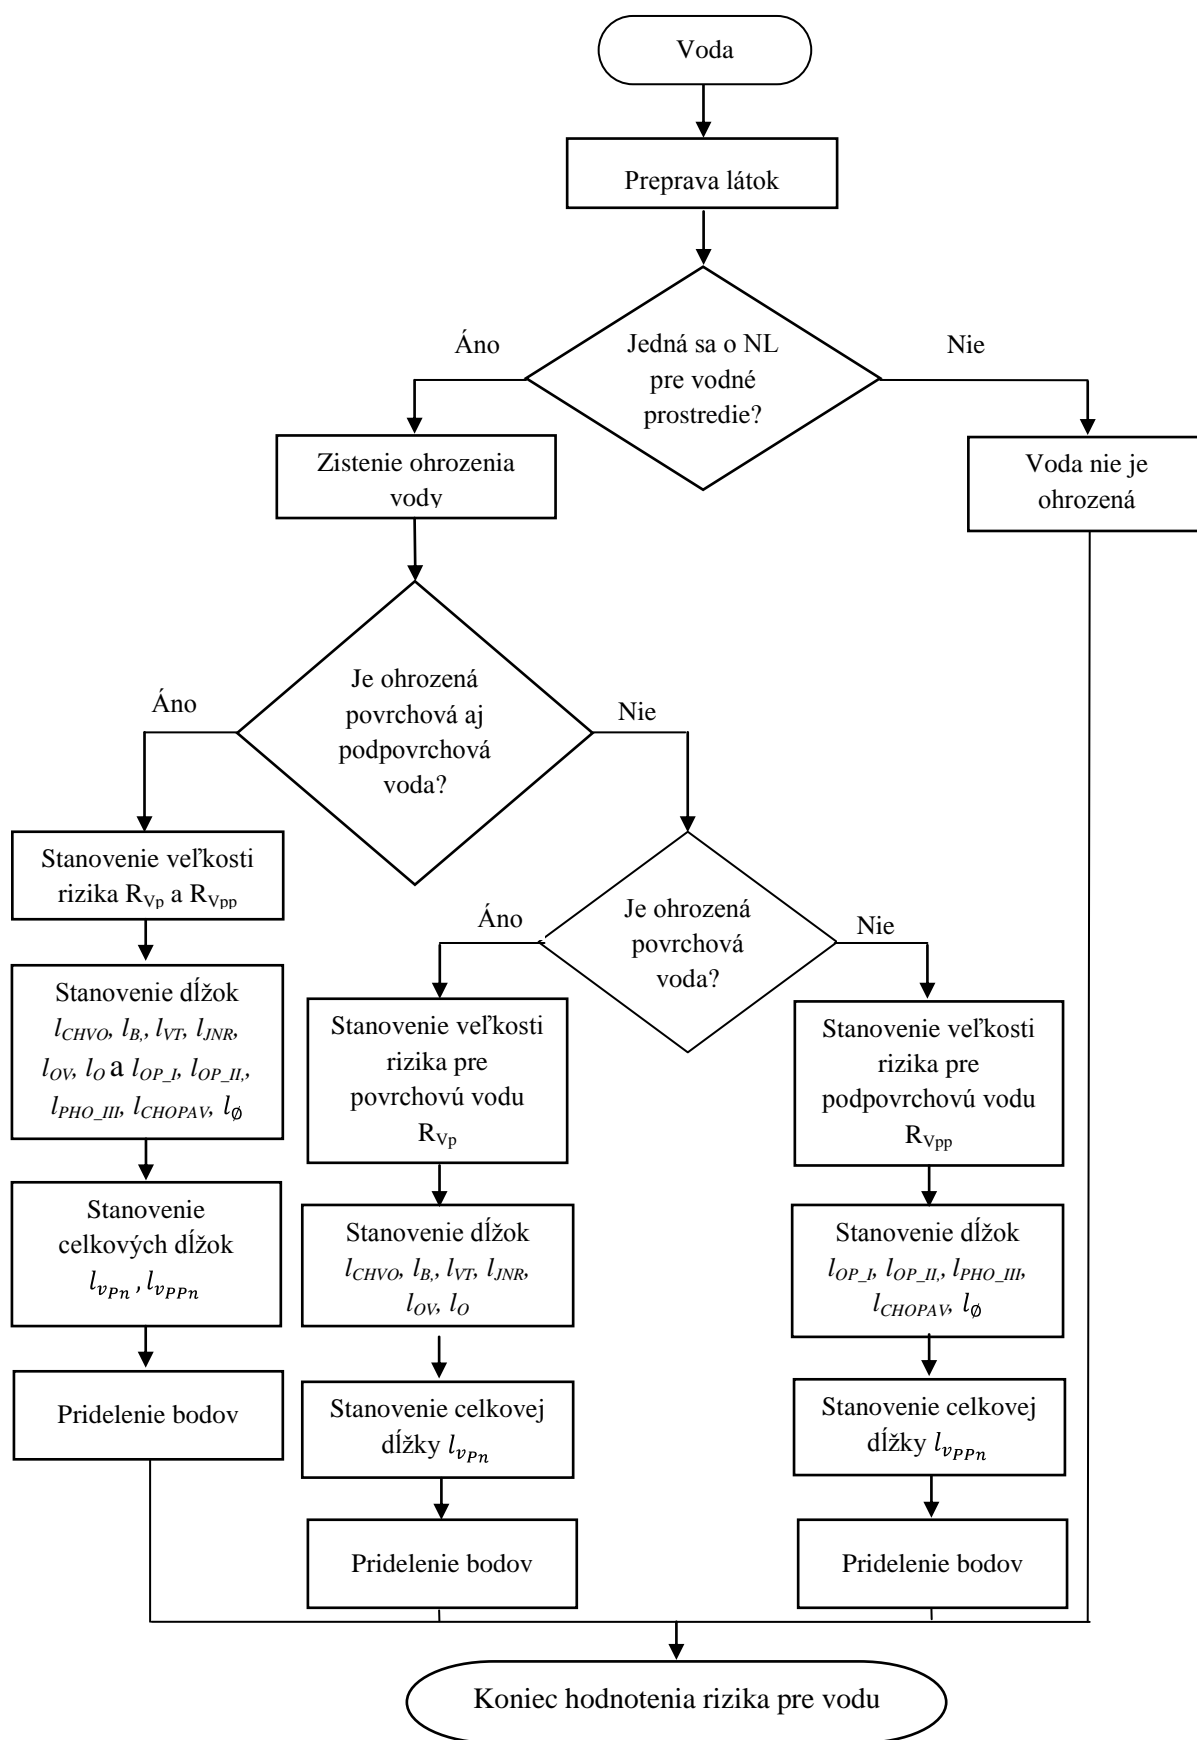 Voda
Preprava látok
Áno
Jedná sa o NL
pre vodné
prostredie?
Nie
Zistenie ohrozenia
vody
Voda nie je
ohrozená
Áno
Je ohrozená
povrchová aj
podpovrchová
voda?
Nie
Stanovenie veľkosti
rizika R_Vp a R_Vpp
Áno
Je ohrozená
povrchová
voda?
Nie
Stanovenie dĺžok
l_CHVO, l_B,, l_VT, l_JNR,
l_OV, l_O a l_OP_I, l_OP_II,,
l_PHO_III, l_CHOPAV, l_∅
Stanovenie veľkosti
rizika pre
povrchovú vodu
R_Vp
Stanovenie veľkosti
rizika pre
podpovrchovú vodu
R_Vpp
Stanovenie
celkových dĺžok
l_vPn , l_vPPn
Stanovenie dĺžok
l_CHVO, l_B,, l_VT, l_JNR,
l_OV, l_O
Stanovenie dĺžok
l_OP_I, l_OP_II,, l_PHO_III,
l_CHOPAV, l_∅
Pridelenie bodov
Stanovenie celkovej
dĺžky l_vPn
Stanovenie celkovej
dĺžky l_vPPn
Pridelenie bodov
Pridelenie bodov
Koniec hodnotenia rizika pre vodu